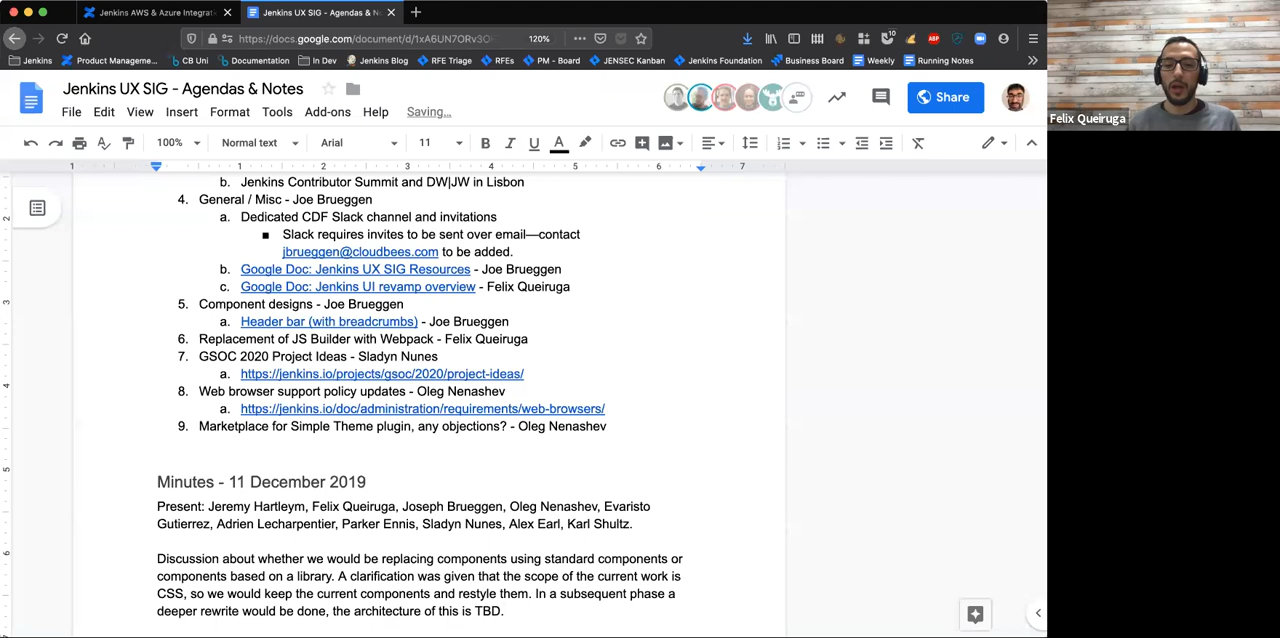 Jenkins AWS & Azure Integrati
Jenkins UX SIG - Agendas & N
https://docs.google.com/document/d/1xA6UN7ORv3OF
120%
Jenkins
Product Manageme...
CB Uni
Documentation
In Dev
Jenkins Blog
RFE Triage
RFEs
PM - Board
JENSEC Kanban
Jenkins Foundation
Business Board
Weekly
Running Notes
Jenkins UX SIG - Agendas & Notes
File Edit View Insert Format Tools Add-ons Help Saving...
Share
100% Normal text Arial 11
1 1 2 3 4 5 6 7
b. Jenkins Contributor Summit and DW|JW in Lisbon
4. General / Misc - Joe Brueggen
a. Dedicated CDF Slack channel and invitations
■ Slack requires invites to be sent over email—contact
jbrueggen@cloudbees.com to be added.
b. Google Doc: Jenkins UX SIG Resources - Joe Brueggen
c. Google Doc: Jenkins UI revamp overview - Felix Queiruga
5. Component designs - Joe Brueggen
a. Header bar (with breadcrumbs) - Joe Brueggen
6. Replacement of JS Builder with Webpack - Felix Queiruga
7. GSOC 2020 Project Ideas - Sladyn Nunes
a. https://jenkins.io/projects/gsoc/2020/project-ideas/
8. Web browser support policy updates - Oleg Nenashev
a. https://jenkins.io/doc/administration/requirements/web-browsers/
9. Marketplace for Simple Theme plugin, any objections? - Oleg Nenashev
Minutes - 11 December 2019
Present: Jeremy Hartleym, Felix Queiruga, Joseph Brueggen, Oleg Nenashev, Evaristo
Gutierrez, Adrien Lecharpentier, Parker Ennis, Sladyn Nunes, Alex Earl, Karl Shultz.
Discussion about whether we would be replacing components using standard components or
components based on a library. A clarification was given that the scope of the current work is
CSS, so we would keep the current components and restyle them. In a subsequent phase a
deeper rewrite would be done, the architecture of this is TBD.
Felix Queiruga